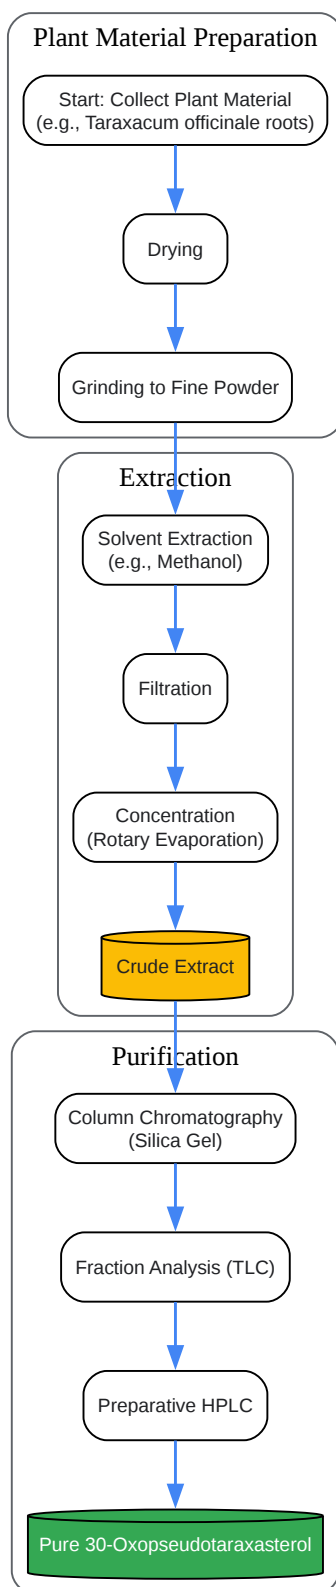 Plant Material Preparation
Start: Collect Plant Material
(e.g., Taraxacum officinale roots)
Drying
Grinding to Fine Powder
Extraction
Solvent Extraction
(e.g., Methanol)
Filtration
Concentration
(Rotary Evaporation)
Crude Extract
Purification
Column Chromatography
(Silica Gel)
Fraction Analysis (TLC)
Preparative HPLC
Pure 30-Oxopseudotaraxasterol